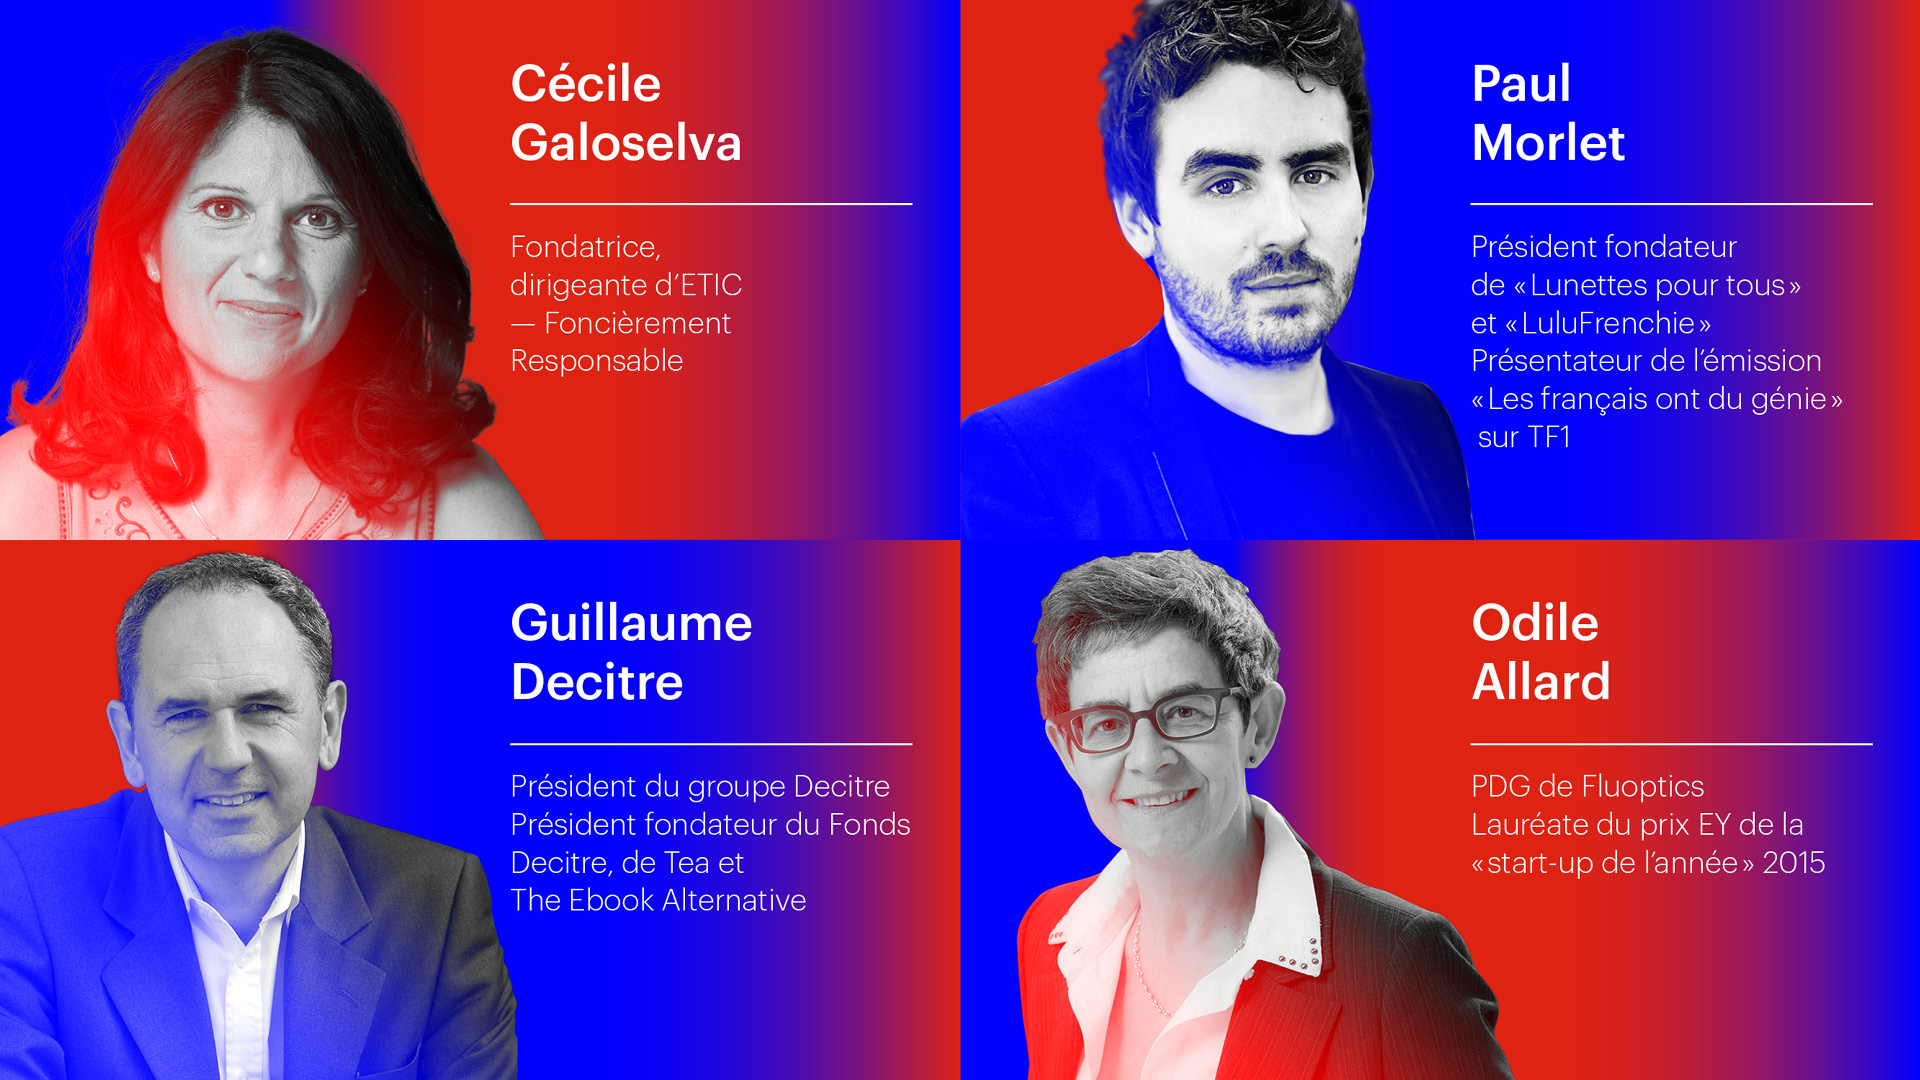 Cécile
Galoselva
Fondatrice,
dirigeante d’ETIC
— Foncièrement
Responsable
Paul
Morlet
Président fondateur
de « Lunettes pour tous »
et « LuluFrenchie »
Présentateur de l’émission
« Les français ont du génie »
sur TF1
Guillaume
Decitre
Président du groupe Decitre
Président fondateur du Fonds
Decitre, de Tea et
The Ebook Alternative
Odile
Allard
PDG de Fluoptics
Lauréate du prix EY de la
« start-up de l’année » 2015